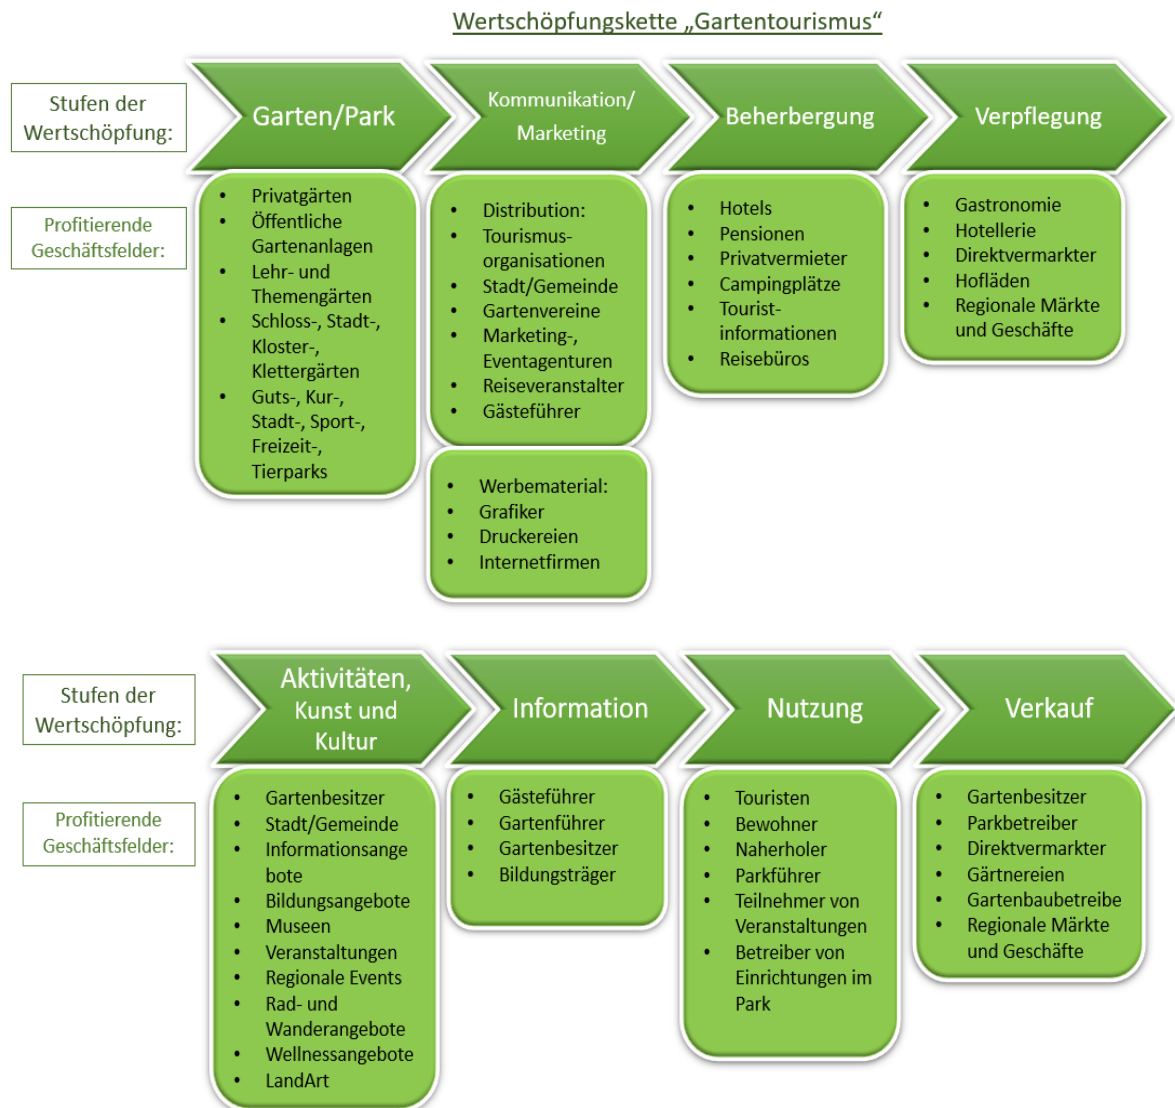 Wertschöpfungskette „Gartentourismus“
Stufen der
Wertschöpfung:
Garten/Park
Kommunikation/
Marketing
Beherbergung
Verpflegung
Profitierende
Geschäftsfelder:
• Privatgärten
• Öffentliche
Gartenanlagen
• Lehr- und
Themengärten
• Schloss-, Stadt-,
Kloster-,
Klettergärten
• Guts-, Kur-,
Stadt-, Sport-,
Freizeit-,
Tierparks
• Distribution:
• Tourismus-
organisationen
• Stadt/Gemeinde
• Gartenvereine
• Marketing-,
Eventagenturen
• Reiseveranstalter
• Gästeführer
• Werbematerial:
• Grafiker
• Druckereien
• Internetfirmen
• Hotels
• Pensionen
• Privatvermieter
• Campingplätze
• Tourist-
informationen
• Reisebüros
• Gastronomie
• Hotellerie
• Direktvermarkter
• Hofläden
• Regionale Märkte
und Geschäfte
Stufen der
Wertschöpfung:
Aktivitäten,
Kunst und
Kultur
Information
Nutzung
Verkauf
Profitierende
Geschäftsfelder:
• Gartenbesitzer
• Stadt/Gemeinde
• Informationsange
bote
• Bildungsangebote
• Museen
• Veranstaltungen
• Regionale Events
• Rad- und
Wanderangebote
• Wellnessangebote
• LandArt
• Gästeführer
• Gartenführer
• Gartenbesitzer
• Bildungsträger
• Touristen
• Bewohner
• Naherholer
• Parkführer
• Teilnehmer von
Veranstaltungen
• Betreiber von
Einrichtungen im
Park
• Gartenbesitzer
• Parkbetreiber
• Direktvermarkter
• Gärtnereien
• Gartenbaubetreibe
• Regionale Märkte
und Geschäfte